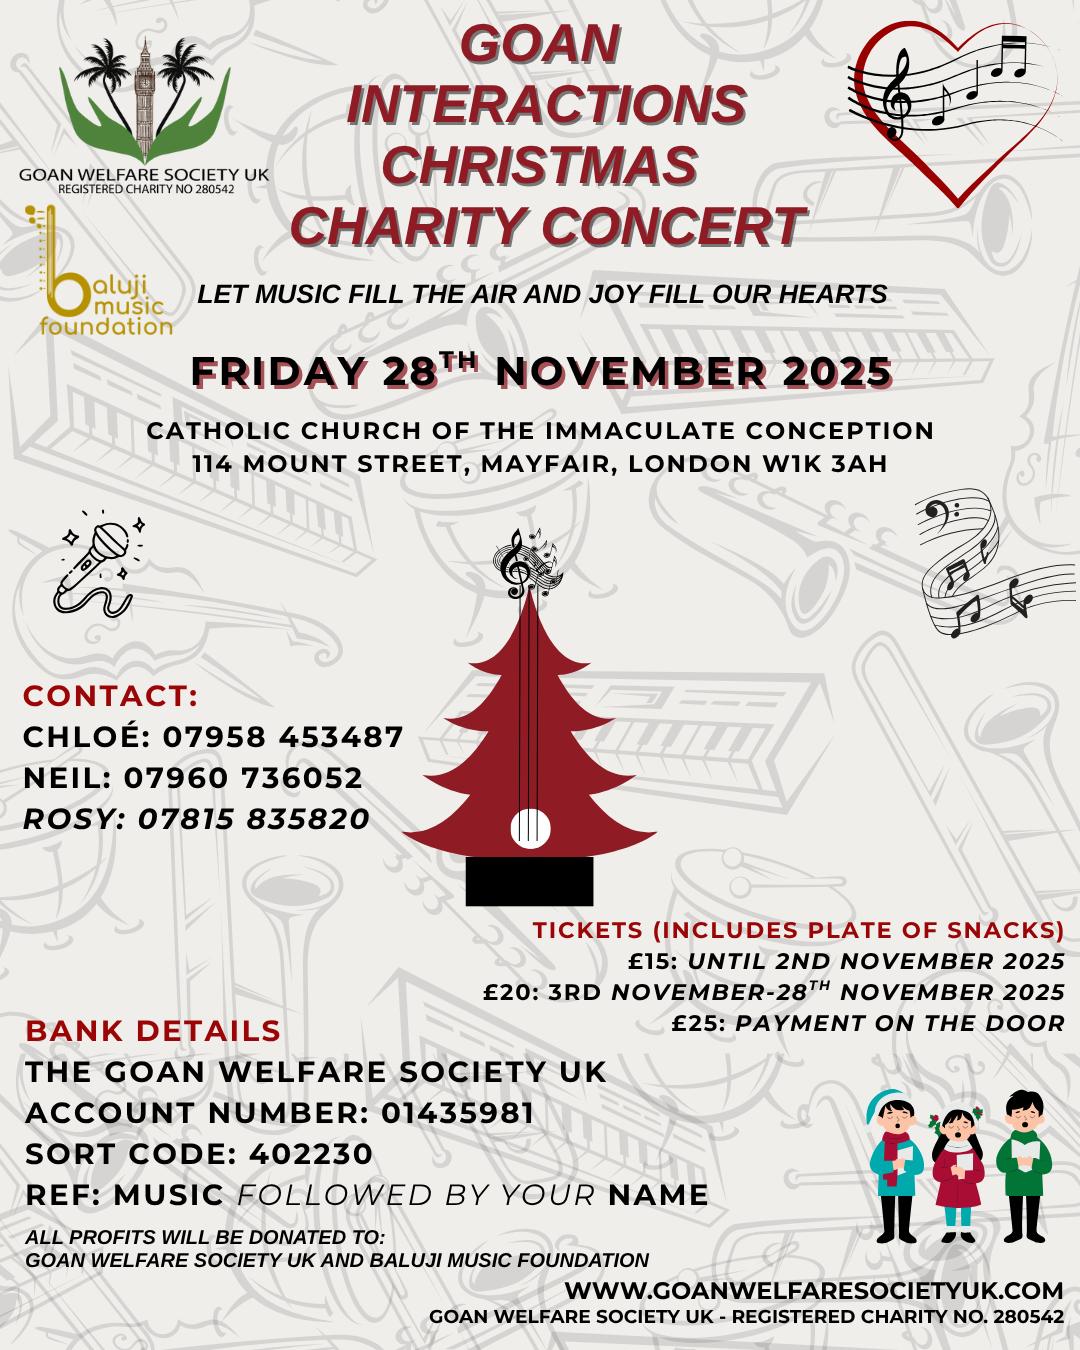 GOAN WELFARE SOCIETY UK
REGISTERED CHARITY NO 280542
baluji
music
foundation
GOAN
INTERACTIONS
CHRISTMAS
CHARITY CONCERT
LET MUSIC FILL THE AIR AND JOY FILL OUR HEARTS
FRIDAY 28TH NOVEMBER 2025
CATHOLIC CHURCH OF THE IMMACULATE CONCEPTION
114 MOUNT STREET, MAYFAIR, LONDON W1K 3AH
CONTACT:
CHLOÉ: 07958 453487
NEIL: 07960 736052
ROSY: 07815 835820
TICKETS (INCLUDES PLATE OF SNACKS)
£15: UNTIL 2ND NOVEMBER 2025
£20: 3RD NOVEMBER-28TH NOVEMBER 2025
£25: PAYMENT ON THE DOOR
BANK DETAILS
THE GOAN WELFARE SOCIETY UK
ACCOUNT NUMBER: 01435981
SORT CODE: 402230
REF: MUSIC FOLLOWED BY YOUR NAME
ALL PROFITS WILL BE DONATED TO:
GOAN WELFARE SOCIETY UK AND BALUJI MUSIC FOUNDATION
WWW.GOANWELFARESOCIETYUK.COM
GOAN WELFARE SOCIETY UK - REGISTERED CHARITY NO. 280542